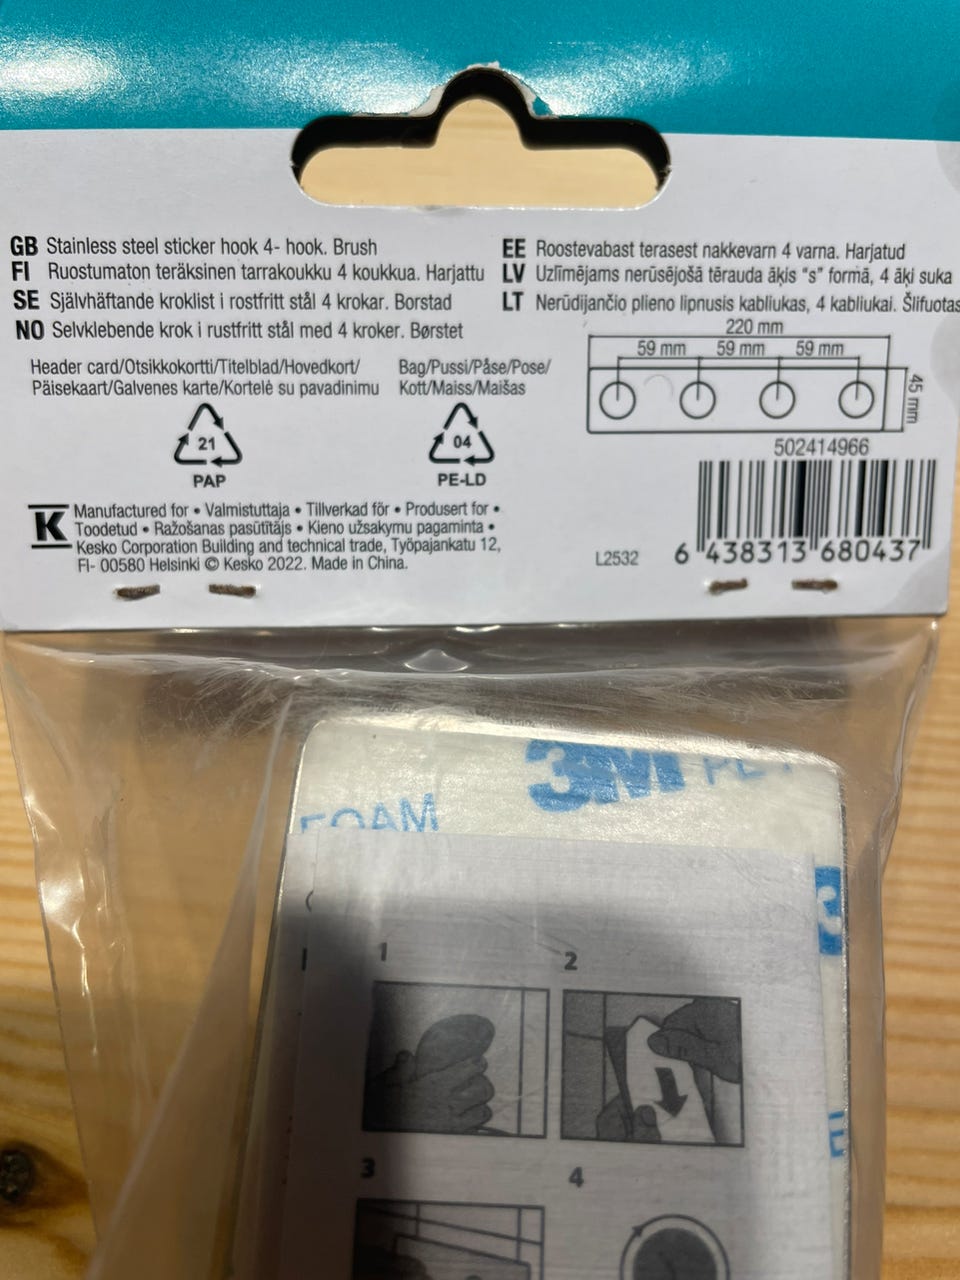 GB Stainless steel sticker hook 4- hook. Brush
FI Ruostumaton teräksinen tarrakoukku 4 koukkua. Harjattu
SE Självhäftande kroklist i rostfritt stål 4 krokar. Borstad
NO Selvklebende krok i rustfritt stål med 4 kroker. Børstet
EE Roostevabast terasest nakkevarn 4 varna. Harjatud
LV Uzlīmējams nerūsējošā tērauda āķis “s” formā, 4 āķi suka
LT Nerūdijančio plieno lipnusis kabliukas, 4 kabliukai. Šlifuotas
Header card/Otsikkokortti/Titelblad/Hovedkort/
Päisekaart/Galvenes karte/Kortelė su pavadinimu
Bag/Pussi/Påse/Pose/
Kott/Maiss/Maišas
21
PAP
04
PE-LD
220 mm
59 mm 59 mm 59 mm
45 mm
502414966
6 438313 680437
L2532
K
Manufactured for • Valmistuttaja • Tillverkad för • Produsert for •
Toodetud • Ražošanas pasūtītājs • Kieno užsakymu pagaminta •
Kesko Corporation Building and technical trade, Työpajankatu 12,
FI- 00580 Helsinki © Kesko 2022. Made in China.
3M
FOAM
1
2
3
4